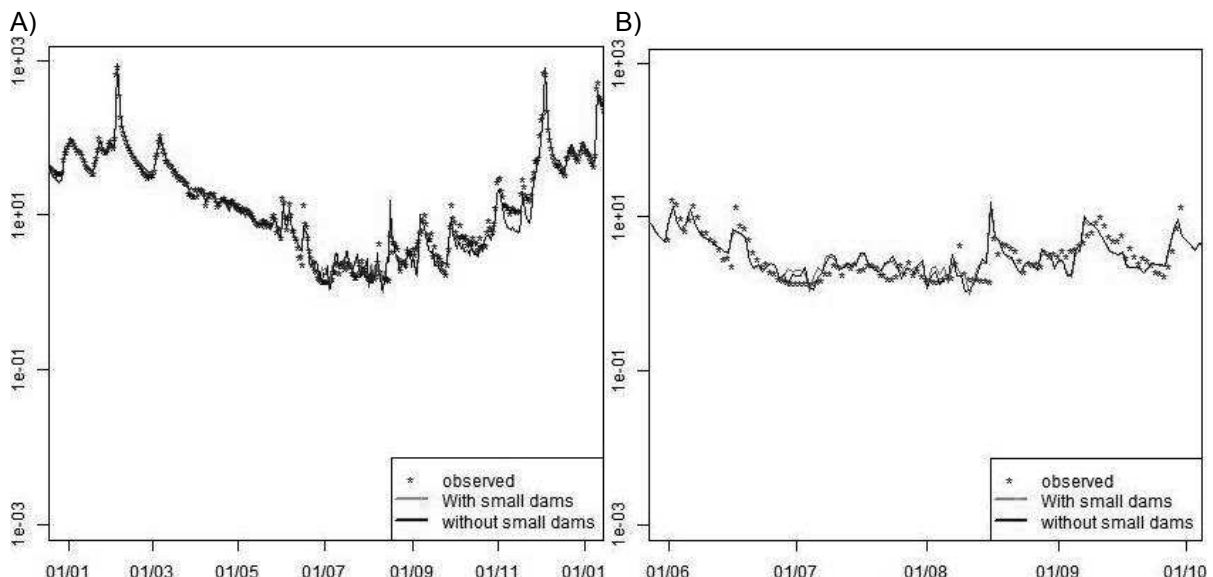 A)
1e+03
1e+01
1e-01
1e-03
* observed
With small dams
without small dams
01/01 01/03 01/05 01/07 01/09 01/11 01/01
B)
1e+03
1e+01
1e-01
1e-03
* observed
With small dams
without small dams
01/06 01/07 01/08 01/09 01/10